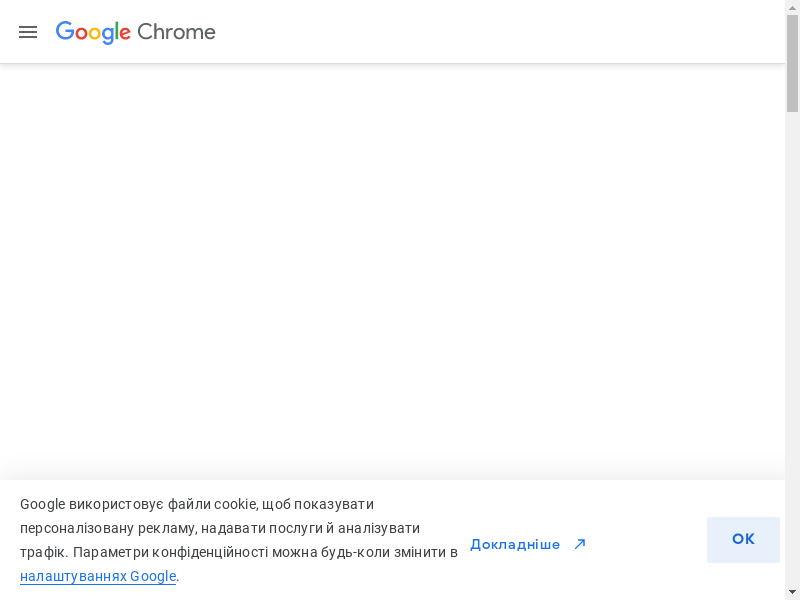 Google Chrome
Google використовує файли cookie, щоб показувати
персоналізовану рекламу, надавати послуги й аналізувати
трафік. Параметри конфіденційності можна будь-коли змінити в
налаштуваннях Google.
Докладніше
ОК